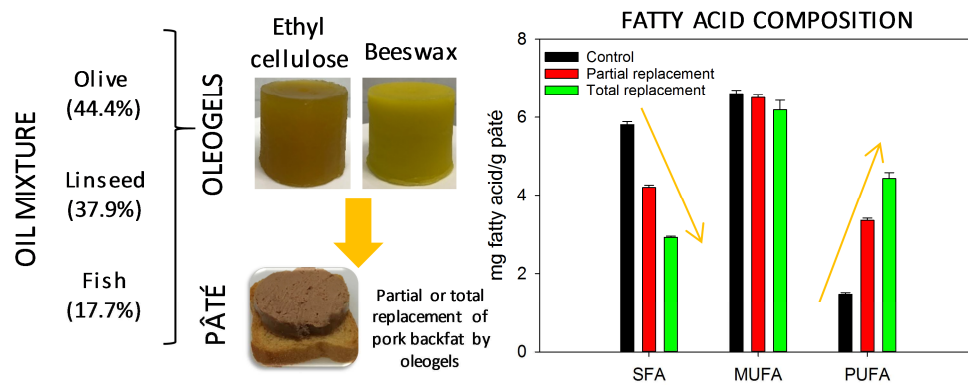 OIL MIXTURE
Olive
(44.4%)
Linseed
(37.9%)
Fish
(17.7%)
OLEOGELS
Ethyl
cellulose
Beeswax
PÂTÉ
Partial or total
replacement of
pork backfat by
oleogels
FATTY ACID COMPOSITION
mg fatty acid/g pâté
8
6
4
2
0
Control
Partial replacement
Total replacement
SFA
MUFA
PUFA